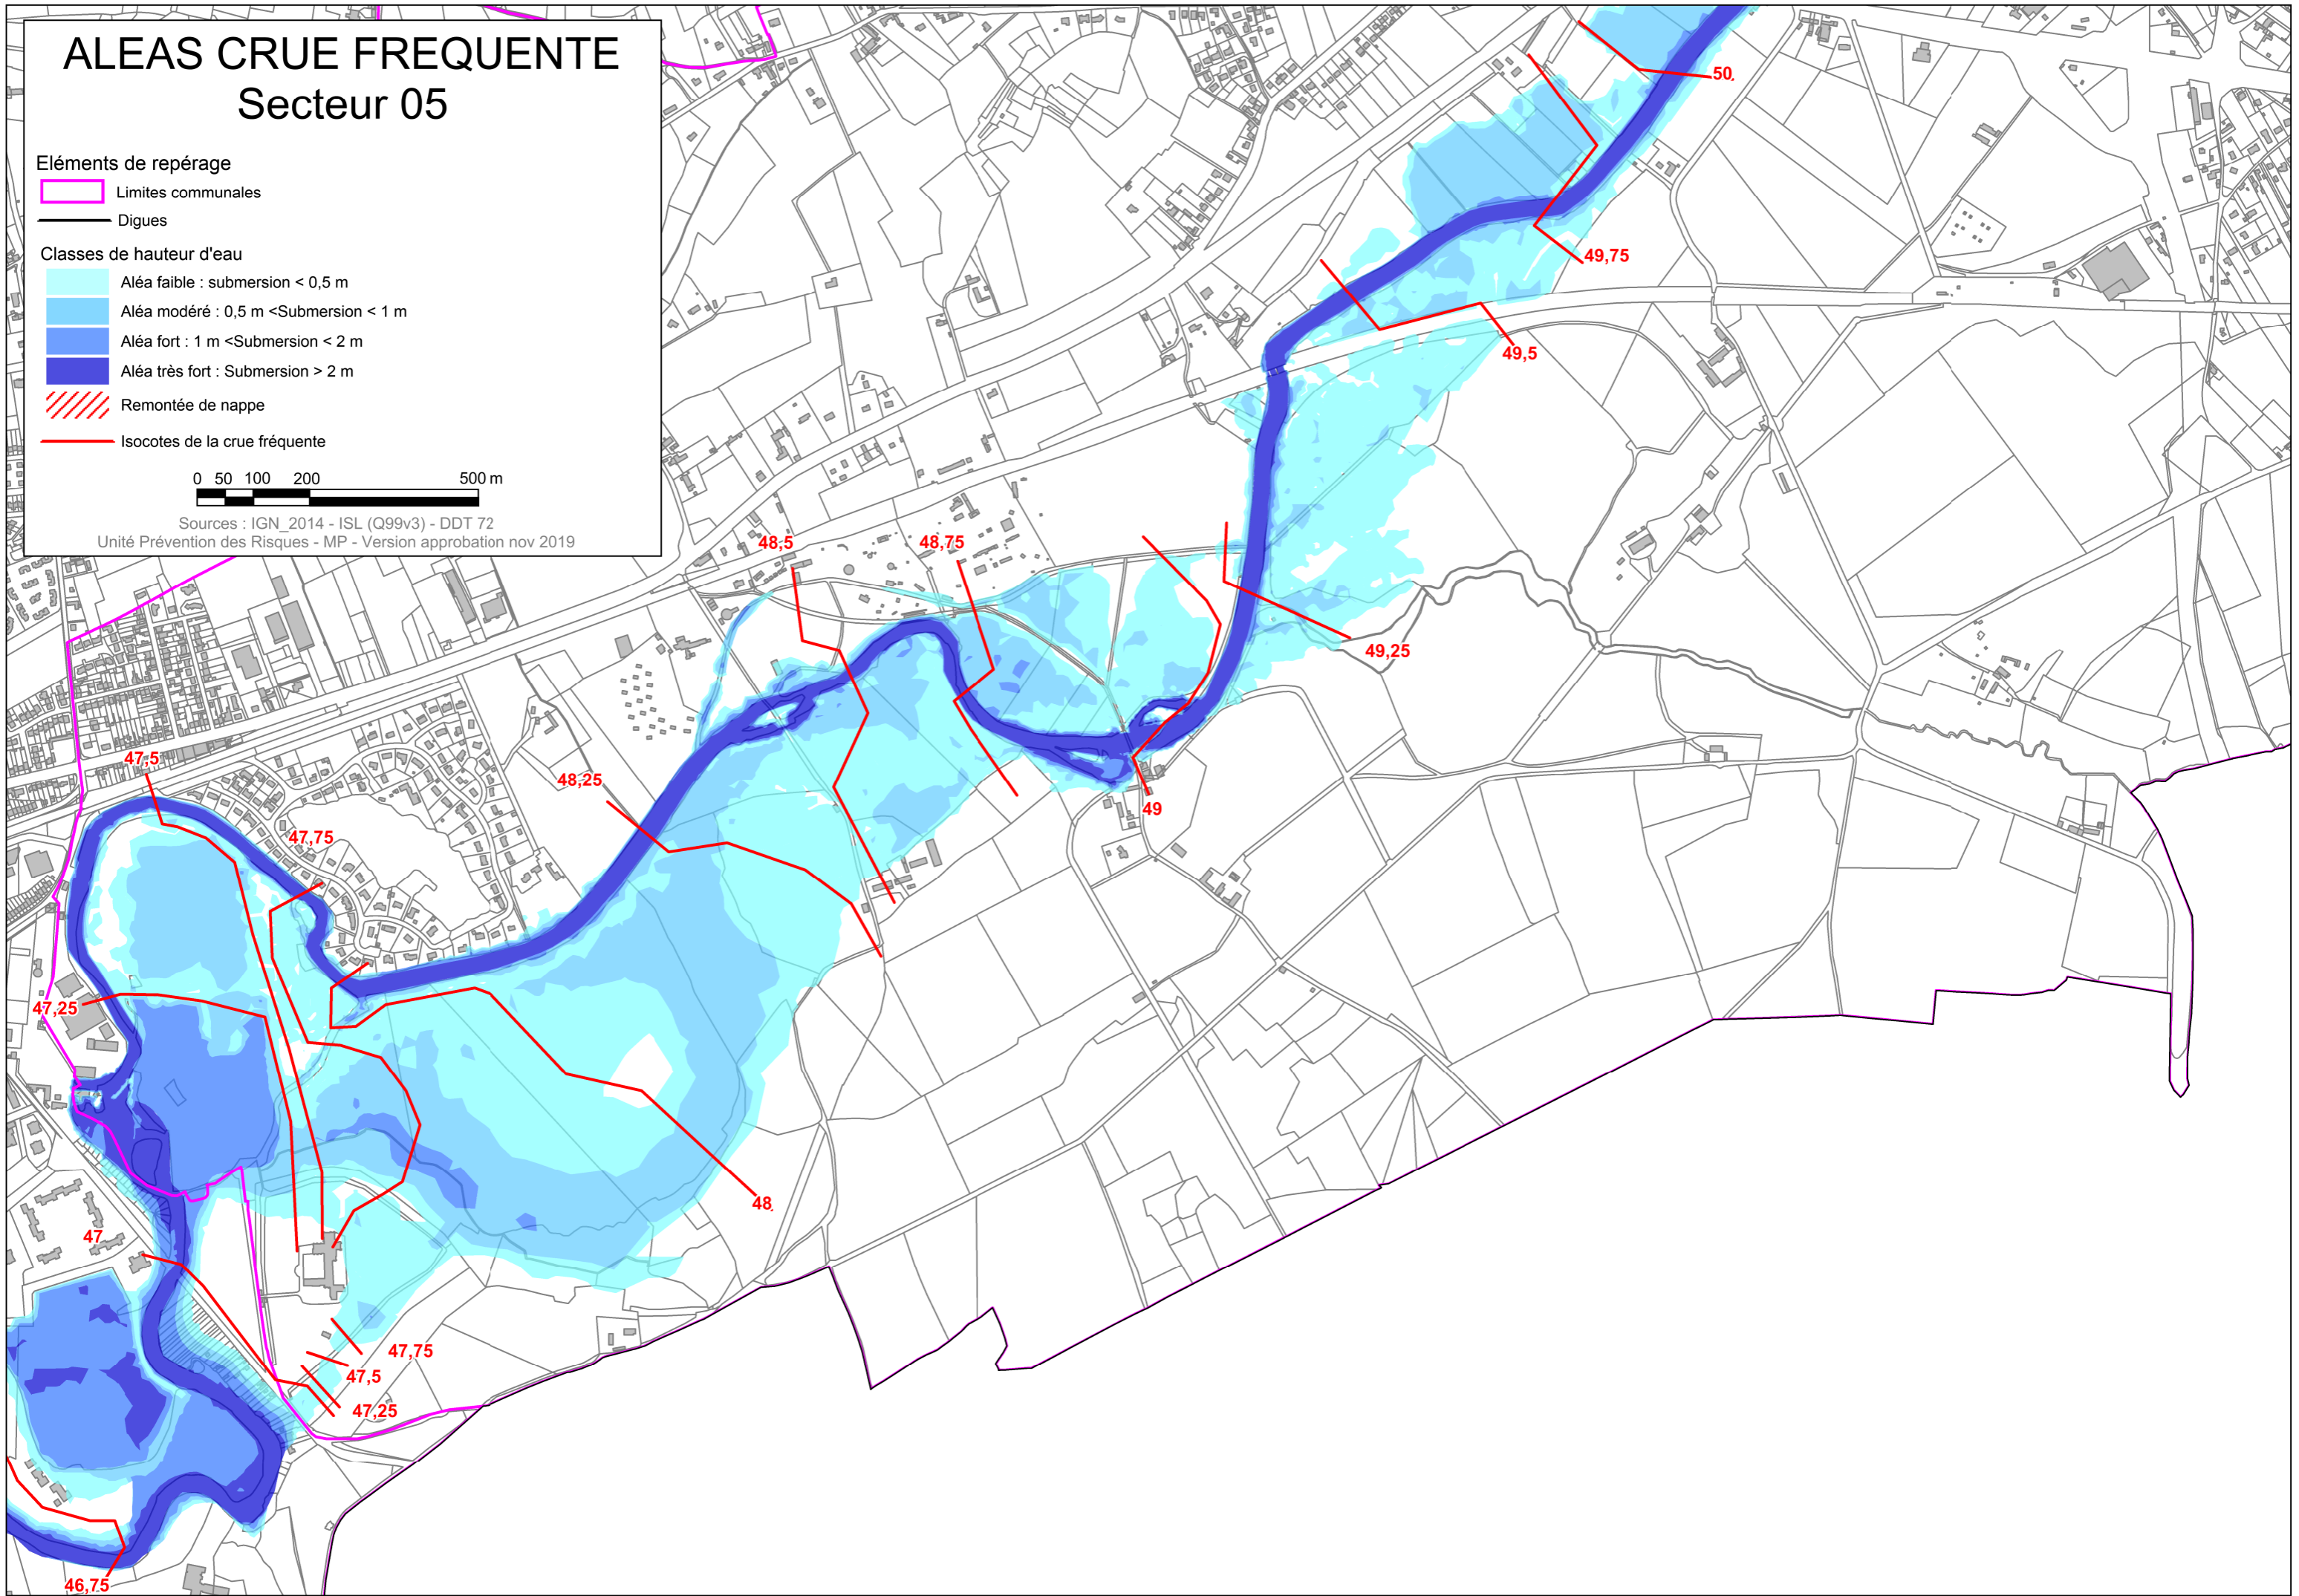 ALEAS CRUE FREQUENTE
Secteur 05
Eléments de repérage
Limites communales
Digues
Classes de hauteur d'eau
Aléa faible : submersion < 0,5 m
Aléa modéré : 0,5 m <Submersion < 1 m
Aléa fort : 1 m <Submersion < 2 m
Aléa très fort : Submersion > 2 m
Remontée de nappe
Isocotes de la crue fréquente
0 50 100 200 500 m
Sources : IGN_2014 - ISL (Q99v3) - DDT 72
Unité Prévention des Risques - MP - Version approbation nov 2019
50
49,75
49,5
48,5
48,75
49,25
47,5
48,25
49
47,75
47,25
48
47
47,75
47,5
47,25
46,75